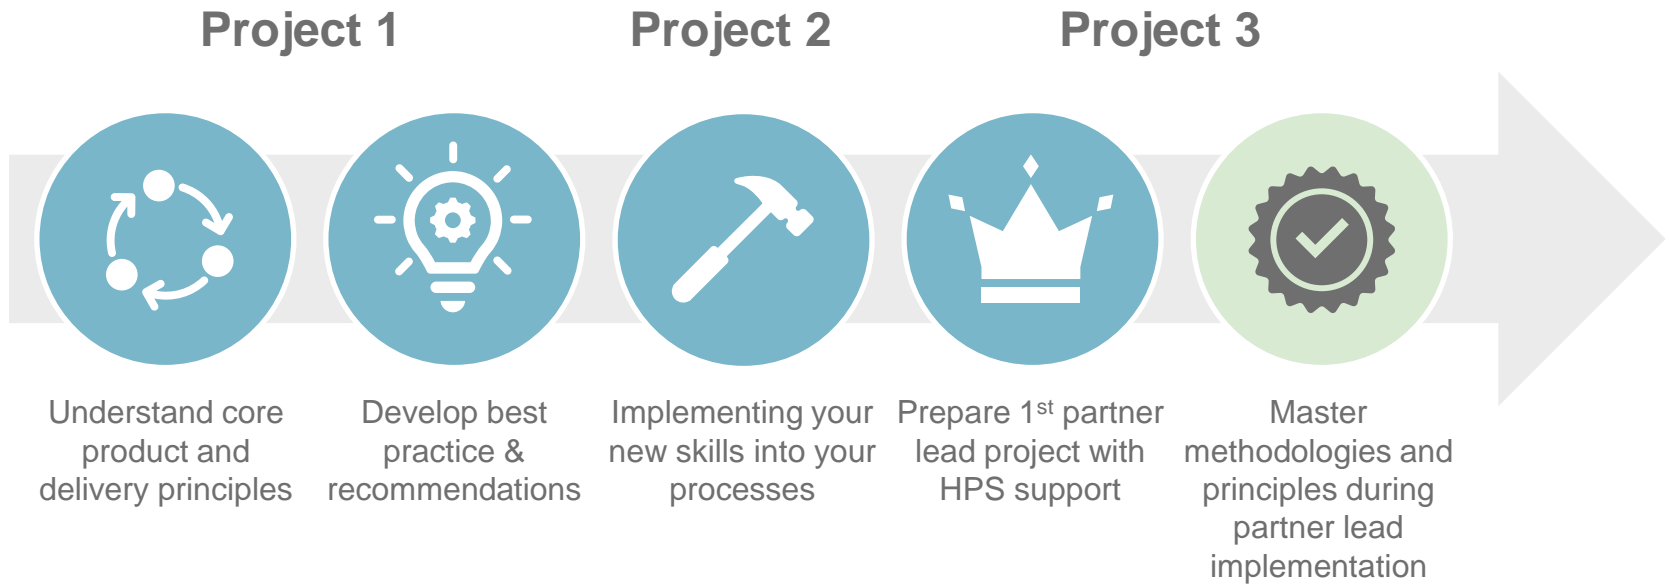 Project 1
Project 2
Project 3
Understand core
product and
delivery principles
Develop best
practice &
recommendations
Implementing your
new skills into your
processes
Prepare 1st partner
lead project with
HPS support
Master
methodologies and
principles during
partner lead
implementation